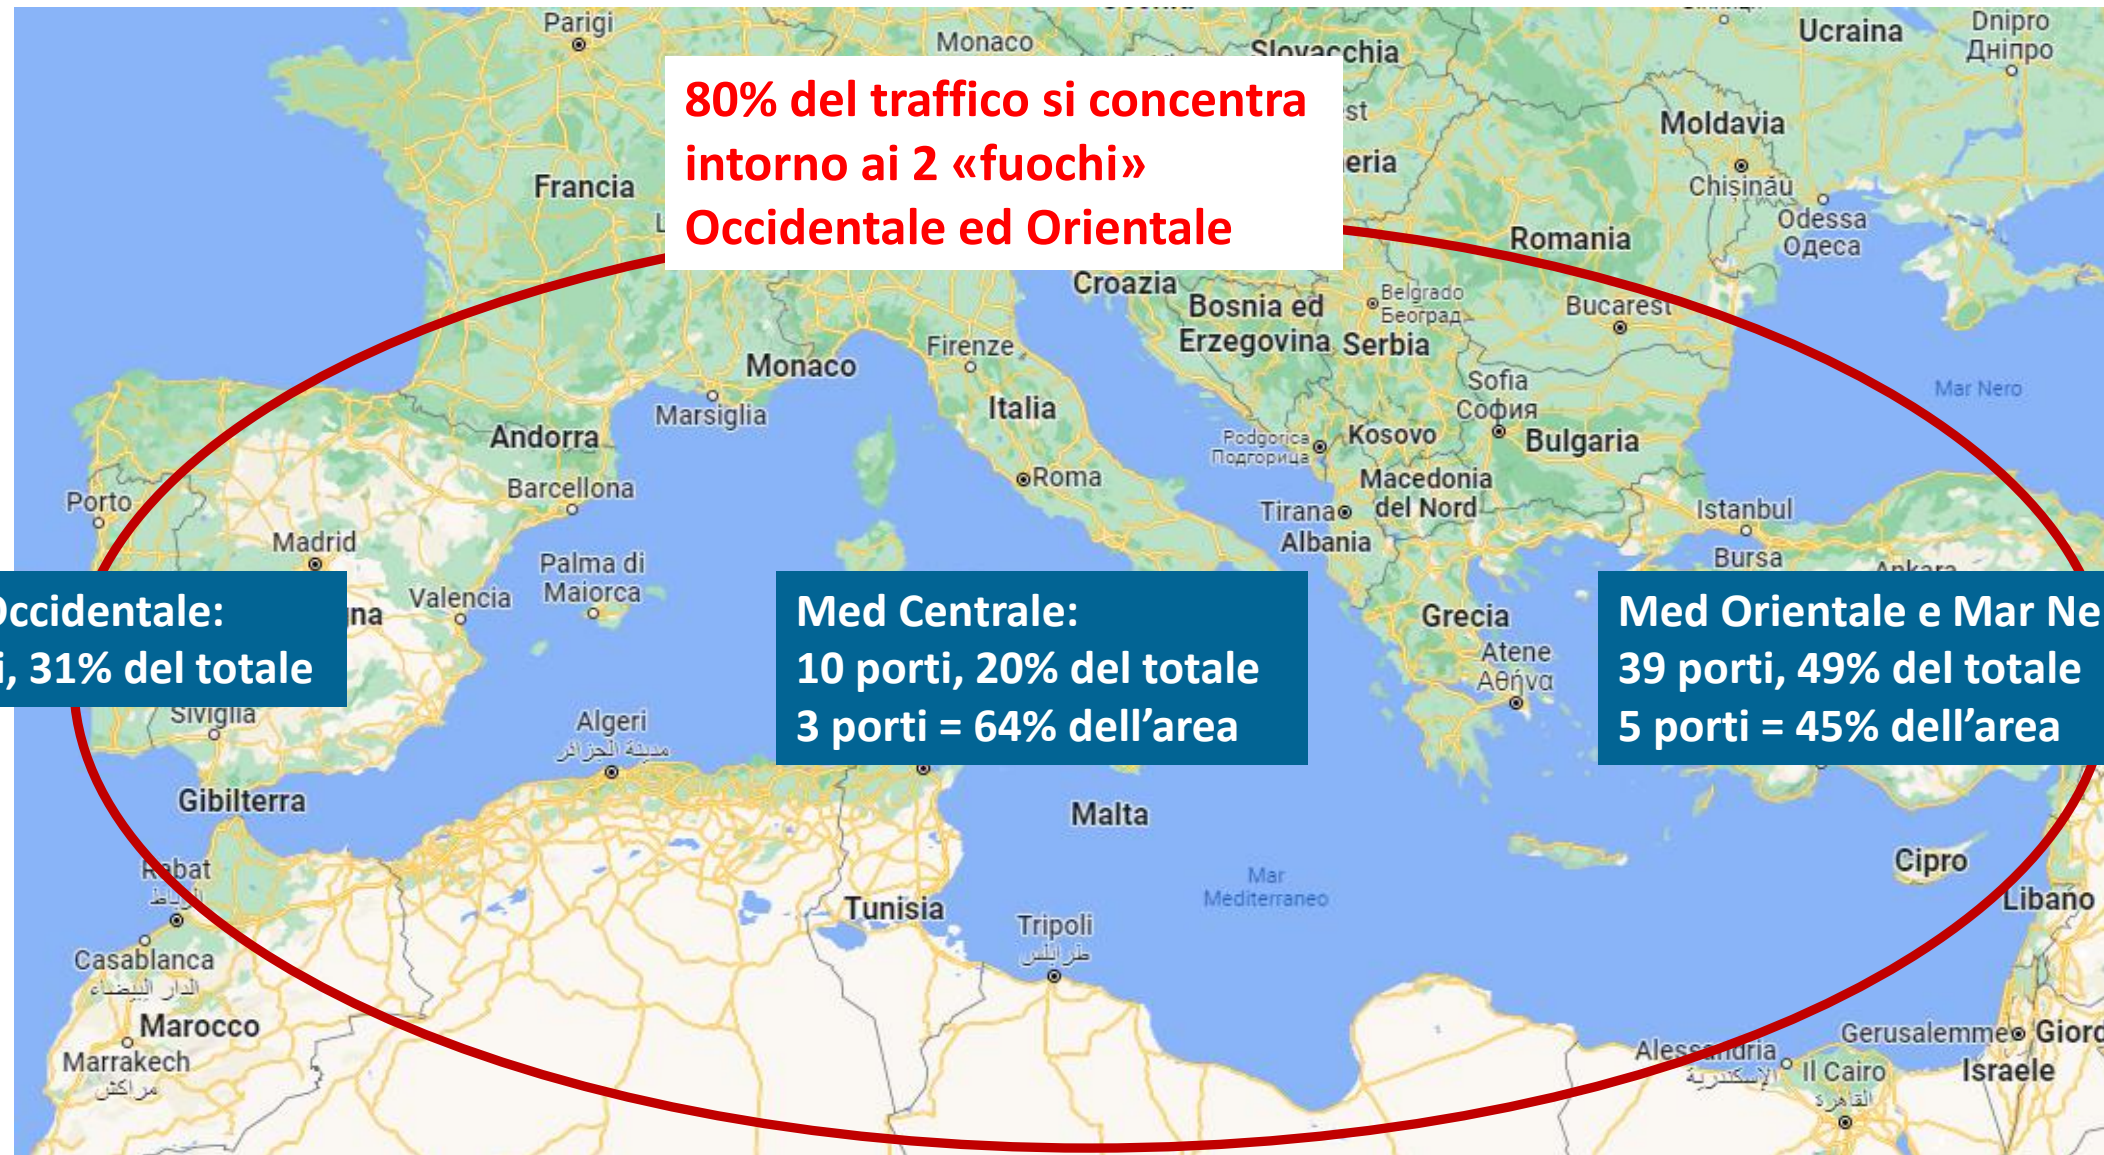 Parigi
Monaco
Slovacchia
Ucraina
Dnipro
Дніпро
80% del traffico si concentra
intorno ai 2 «fuochi»
Occidentale ed Orientale
Moldavia
Chișinău
Odessa
Одеса
Francia
Romania
Croazia
Bosnia ed
Erzegovina
Belgrado
Београд
Serbia
Bucarest
Firenze
Monaco
Marsiglia
Italia
Sofia
София
Mar Nero
Andorra
Podgorica
Подгорица
Kosovo
Bulgaria
Barcellona
Roma
Macedonia
del Nord
Porto
Tirana
Albania
Istanbul
Bursa
Ankara
Madrid
Palma di
Maiorca
Valencia
na
Occidentale:
i, 31% del totale
Med Centrale:
10 porti, 20% del totale
3 porti = 64% dell’area
Grecia
Atene
Αθήνα
Med Orientale e Mar Ne
39 porti, 49% del totale
5 porti = 45% dell’area
Siviglia
Algeri
مدينة الجزائر
Gibilterra
Malta
Cipro
Rabat
الرباط
Mar
Mediterraneo
Libano
Tunisia
Tripoli
طرابلس
Casablanca
الدار البيضاء
Marocco
Marrakech
مراكش
Gerusalemme
Giord
Alessandria
الإسكندرية
Il Cairo
القاهرة
Israele